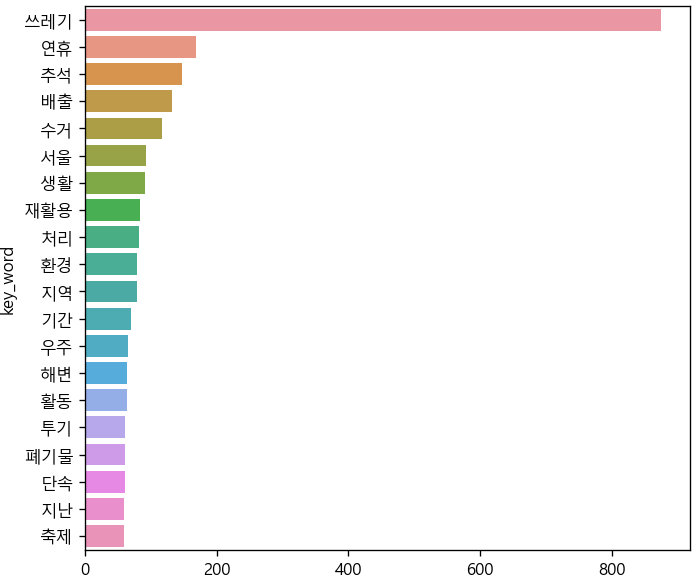 쓰레기
연휴
추석
배출
수거
서울
생활
재활용
처리
환경
지역
기간
우주
해변
활동
투기
폐기물
단속
지난
축제
key_word
0 200 400 600 800